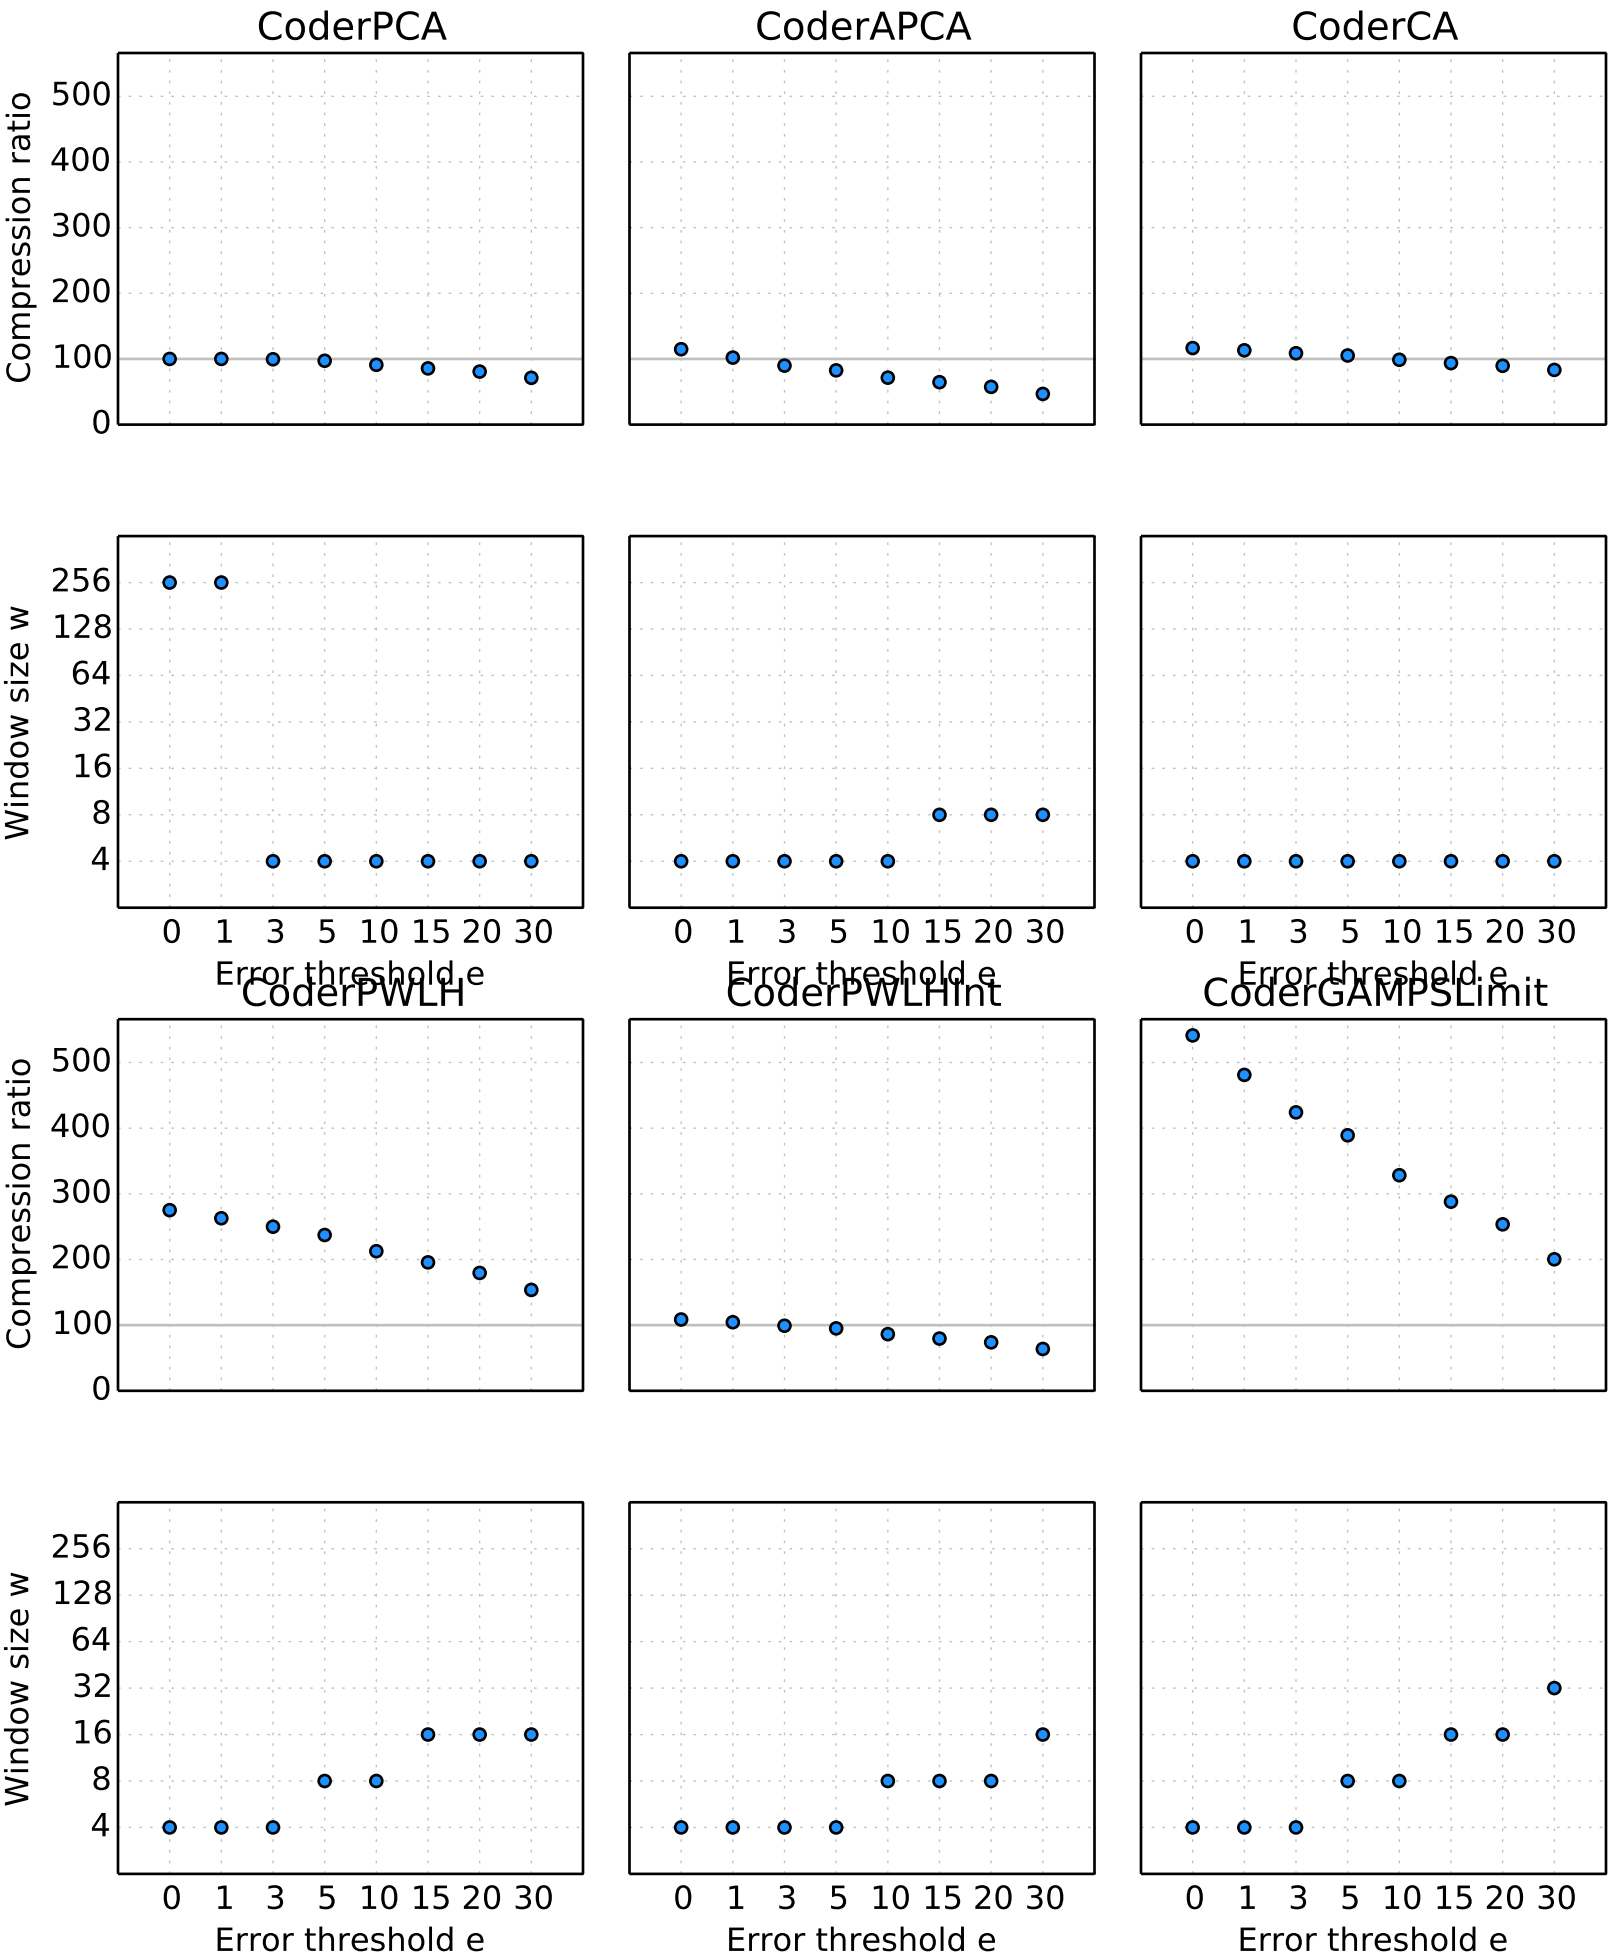 CoderPCA CoderAPCA CoderCA
Compression ratio
500
400
300
200
100
0
Window size w
256
128
64
32
16
8
4
0 1 3 5 10 15 20 30 0 1 3 5 10 15 20 30 0 1 3 5 10 15 20 30
Error threshold e Error threshold e Error threshold e
CoderPWLH CoderPWLHInt CoderGAMPSLimit
Compression ratio
500
400
300
200
100
0
Window size w
256
128
64
32
16
8
4
0 1 3 5 10 15 20 30 0 1 3 5 10 15 20 30 0 1 3 5 10 15 20 30
Error threshold e Error threshold e Error threshold e